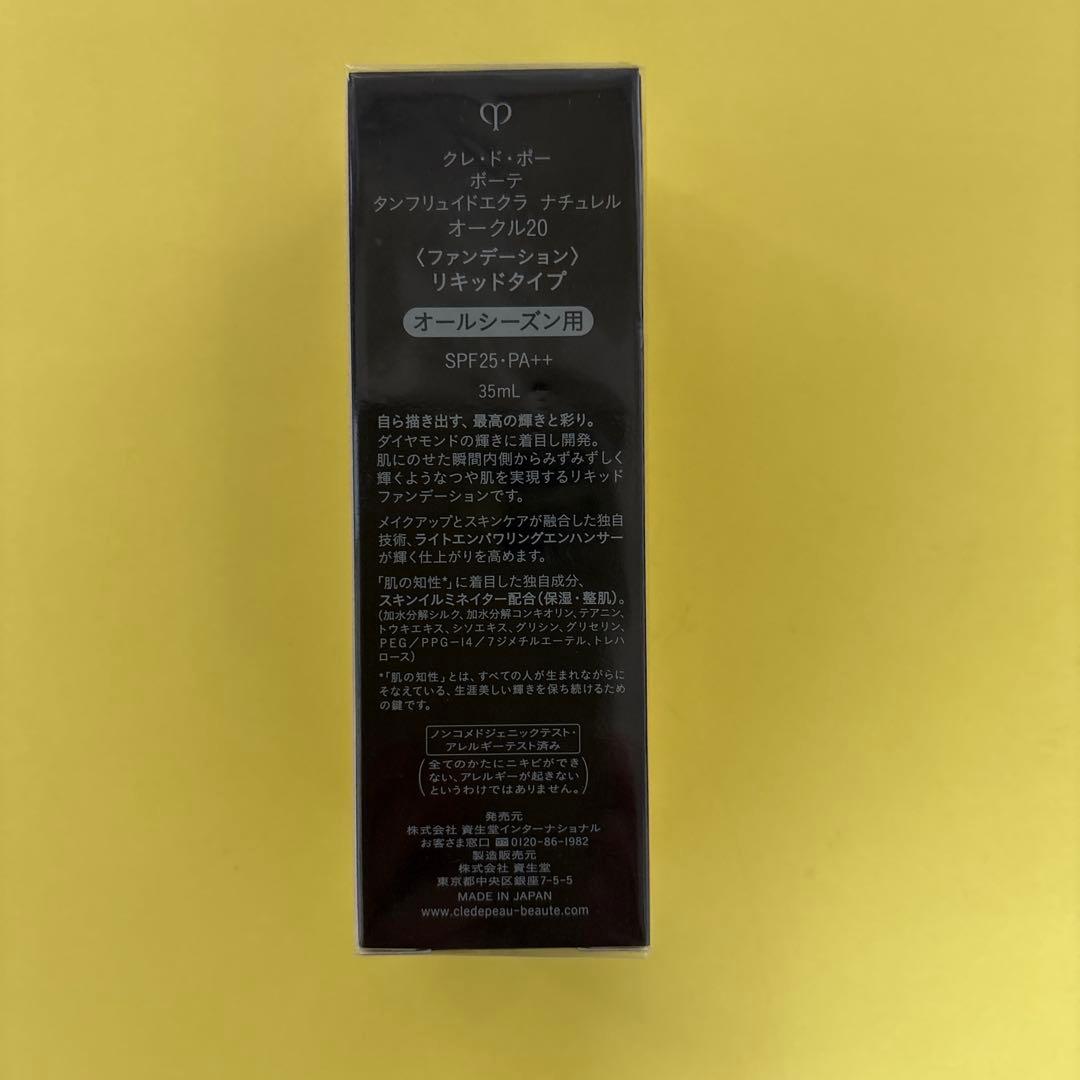 クレ・ド・ポー
ボーテ
タンフリュイドエクラ ナチュレル
オークル20
〈ファンデーション〉
リキッドタイプ
オールシーズン用
SPF25・PA++
35mL
自ら描き出す、最高の輝きと彩り。
ダイヤモンドの輝きに着目し開発。
肌にのせた瞬間内側からみずみずしく
輝くようなつや肌を実現するリキッド
ファンデーションです。
メイクアップとスキンケアが融合した独自
技術、ライトエンパワリングエンハンサー
が輝く仕上がりを高めます。
「肌の知性*」に着目した独自成分、
スキンイルミネイター配合(保湿・整肌)。
(加水分解シルク、加水分解コンキオリン、テアニン、
トウキエキス、シソエキス、グリシン、グリセリン、
PEG/PPG-14/7ジメチルエーテル、トレハ
ロース)
*「肌の知性」とは、すべての人が生まれながらに
そなえている、生涯美しい輝きを保ち続けるため
の鍵です。
ノンコメドジェニックテスト・
アレルギーテスト済み
(全てのかたにニキビができ
ない、アレルギーが起きない
というわけではありません。)
発売元
株式会社 資生堂インターナショナル
お客さま窓口 0120-86-1982
製造販売元
株式会社 資生堂
東京都中央区銀座7-5-5
MADE IN JAPAN
www.cledepeau-beaute.com